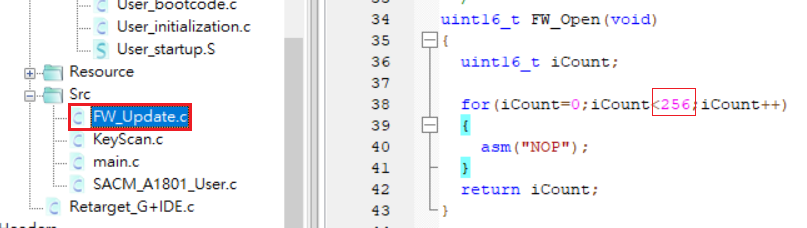 User_bootcode.c
User_initialization.c
User_startup.S
Resource
Src
FW_Update.c
KeyScan.c
main.c
SACM_A1801_User.c
Retarget_G+IDE.c
34 uint16_t FW_Open(void)
35 {
36 uint16_t iCount;
37
38 for(iCount=0;iCount<256;iCount++)
39 {
40 asm("NOP");
41 }
42 return iCount;
43 }